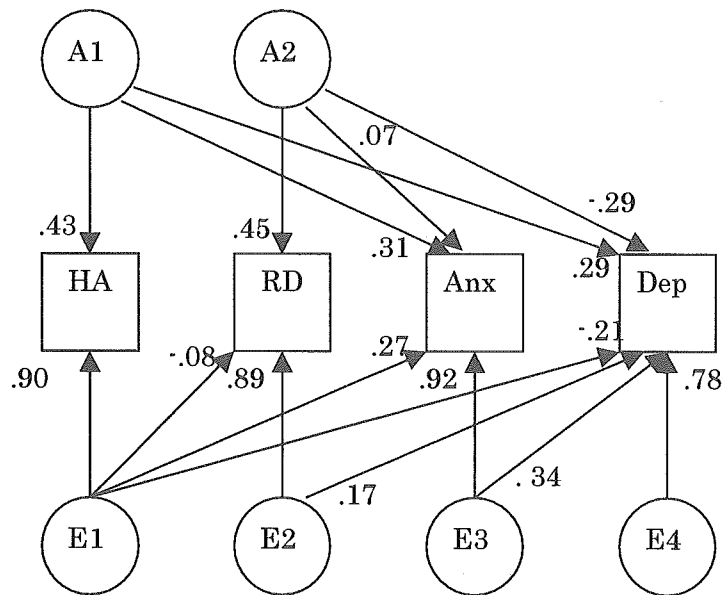 A1 A2
.07
-.29
.43 .45 .31 .29
HA RD Anx Dep
-.08 .27 -.21
.90 .89 .92 .78
.17 .34
E1 E2 E3 E4